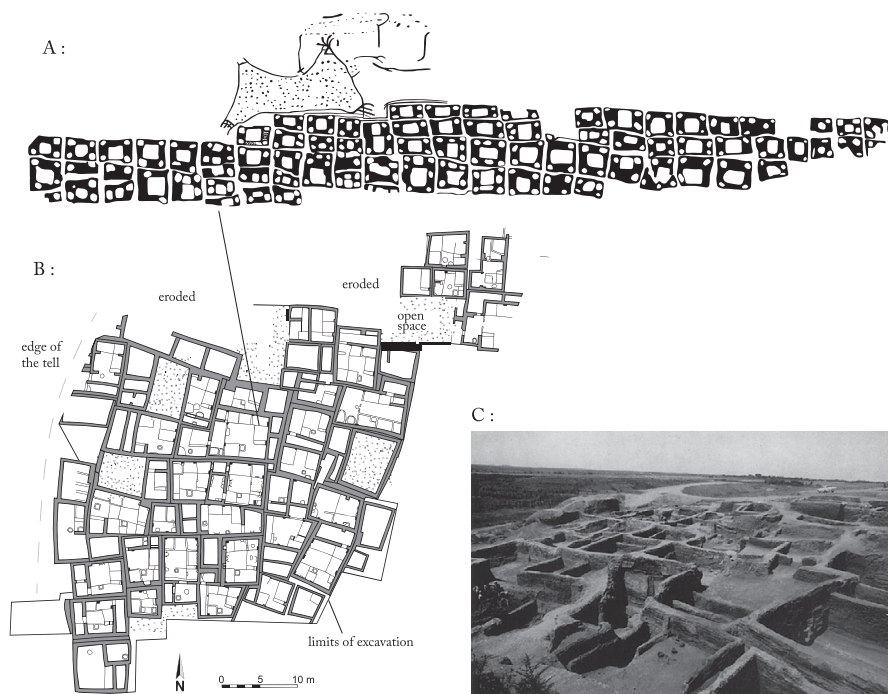 A :
B :
eroded
eroded
open
space
edge of
the tell
C :
limits of excavation
N
0 5 10 m